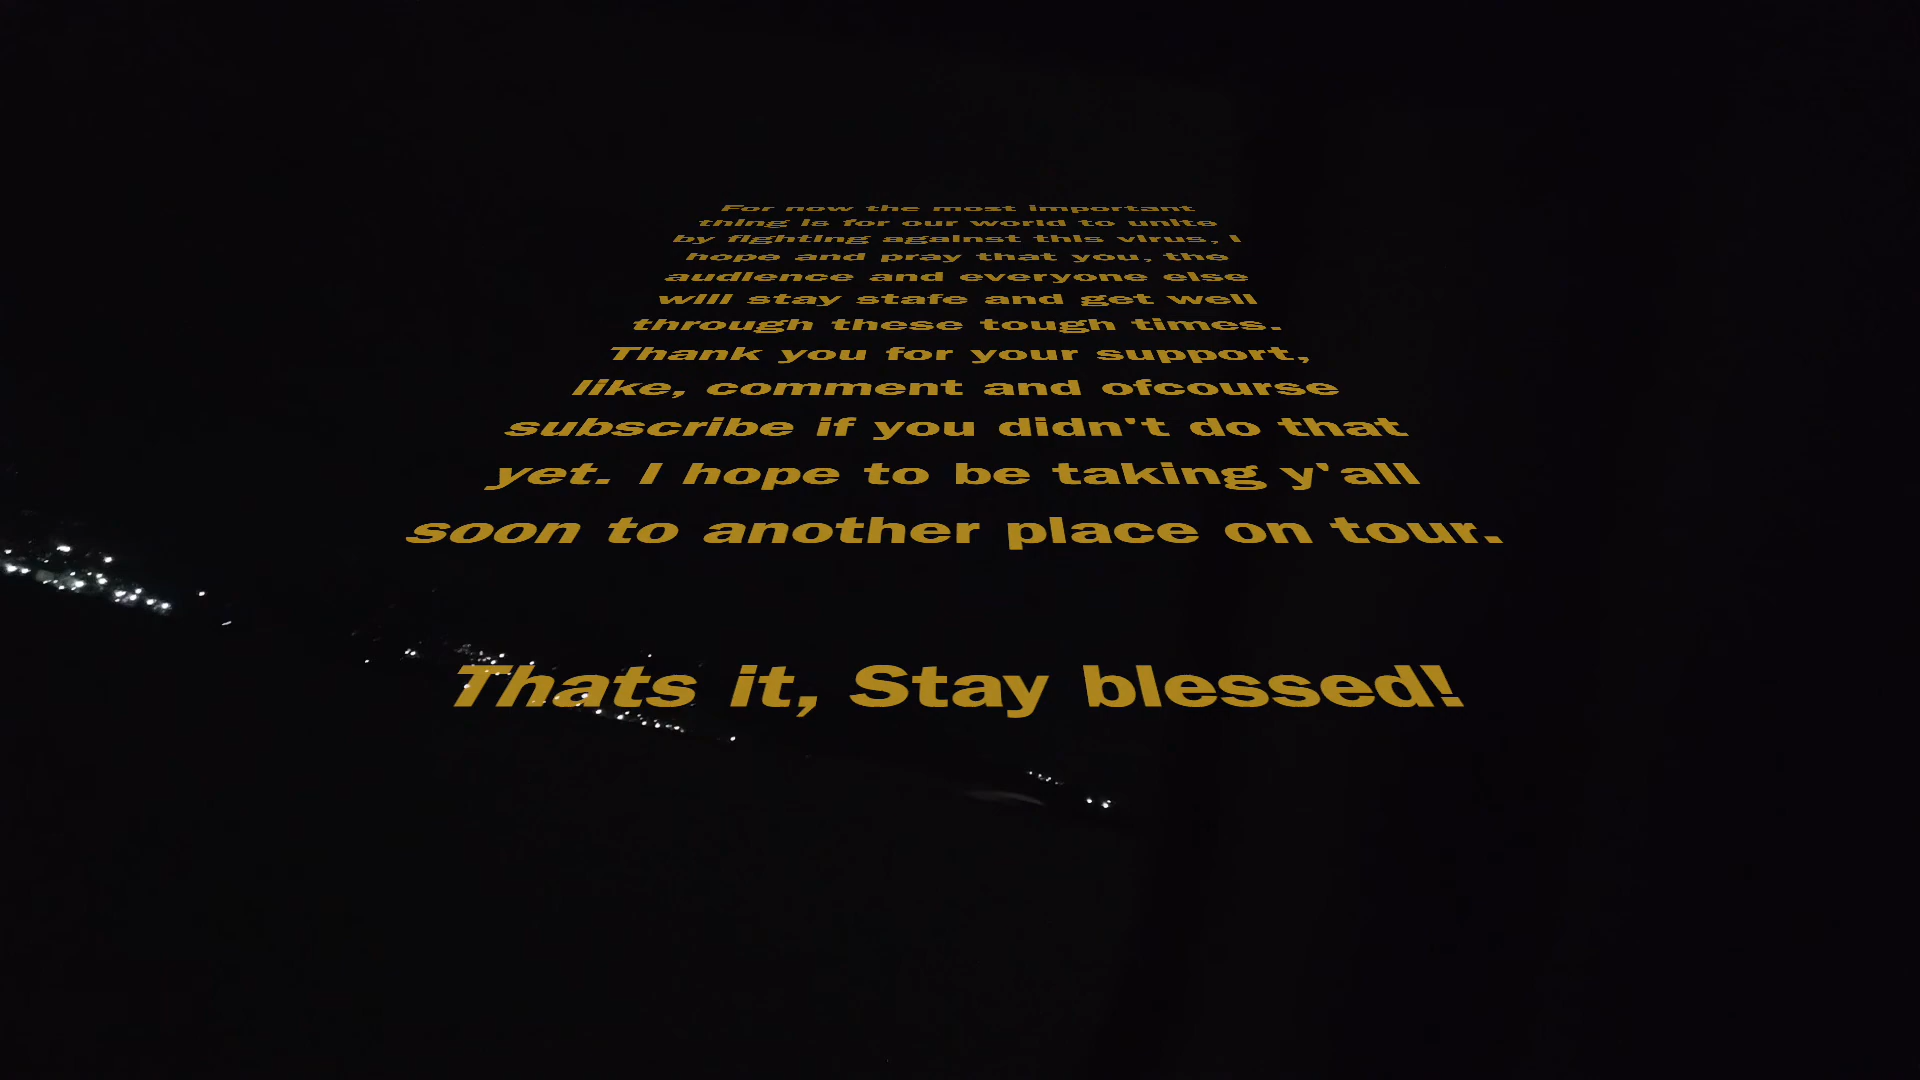 For now the most important
thing is for our world to unite
by fighting against this virus, I
hope and pray that you, the
audience and everyone else
will stay stafe and get well
through these tough times.
Thank you for your support,
like, comment and ofcourse
subscribe if you didn't do that
yet. I hope to be taking y'all
soon to another place on tour.
Thats it, Stay blessed!